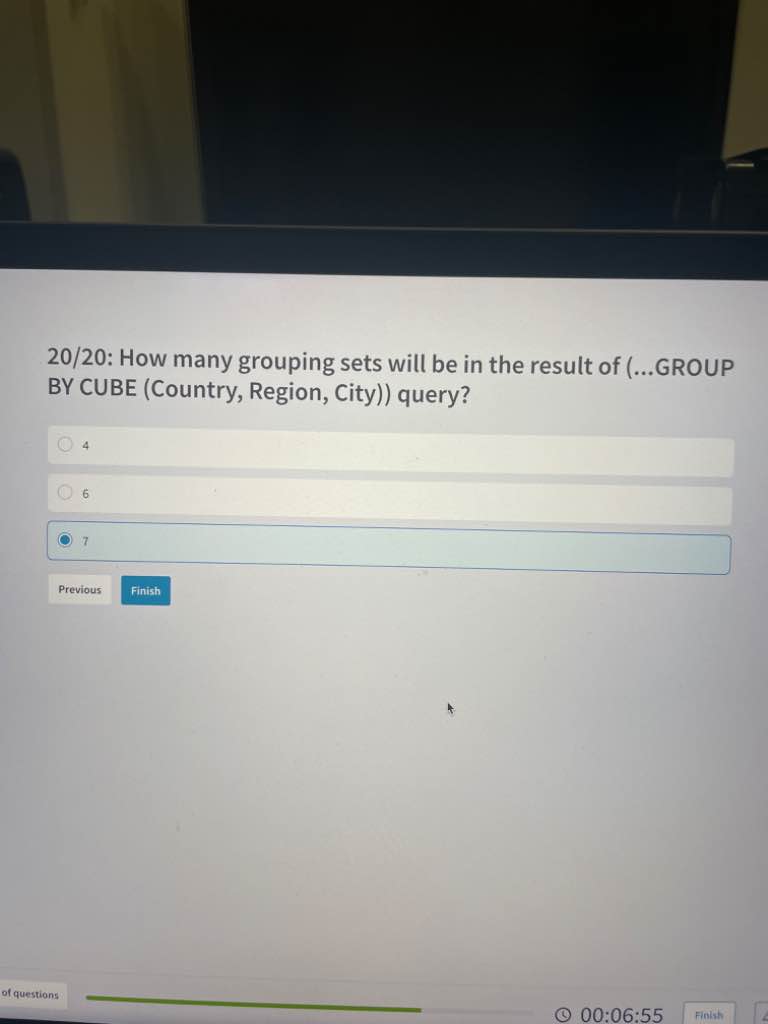 20/20: How many grouping sets will be in the result of (...GROUP
BY CUBE (Country, Region, City)) query?
4
6
7
Previous
Finish
of questions
00:06:55
Finish